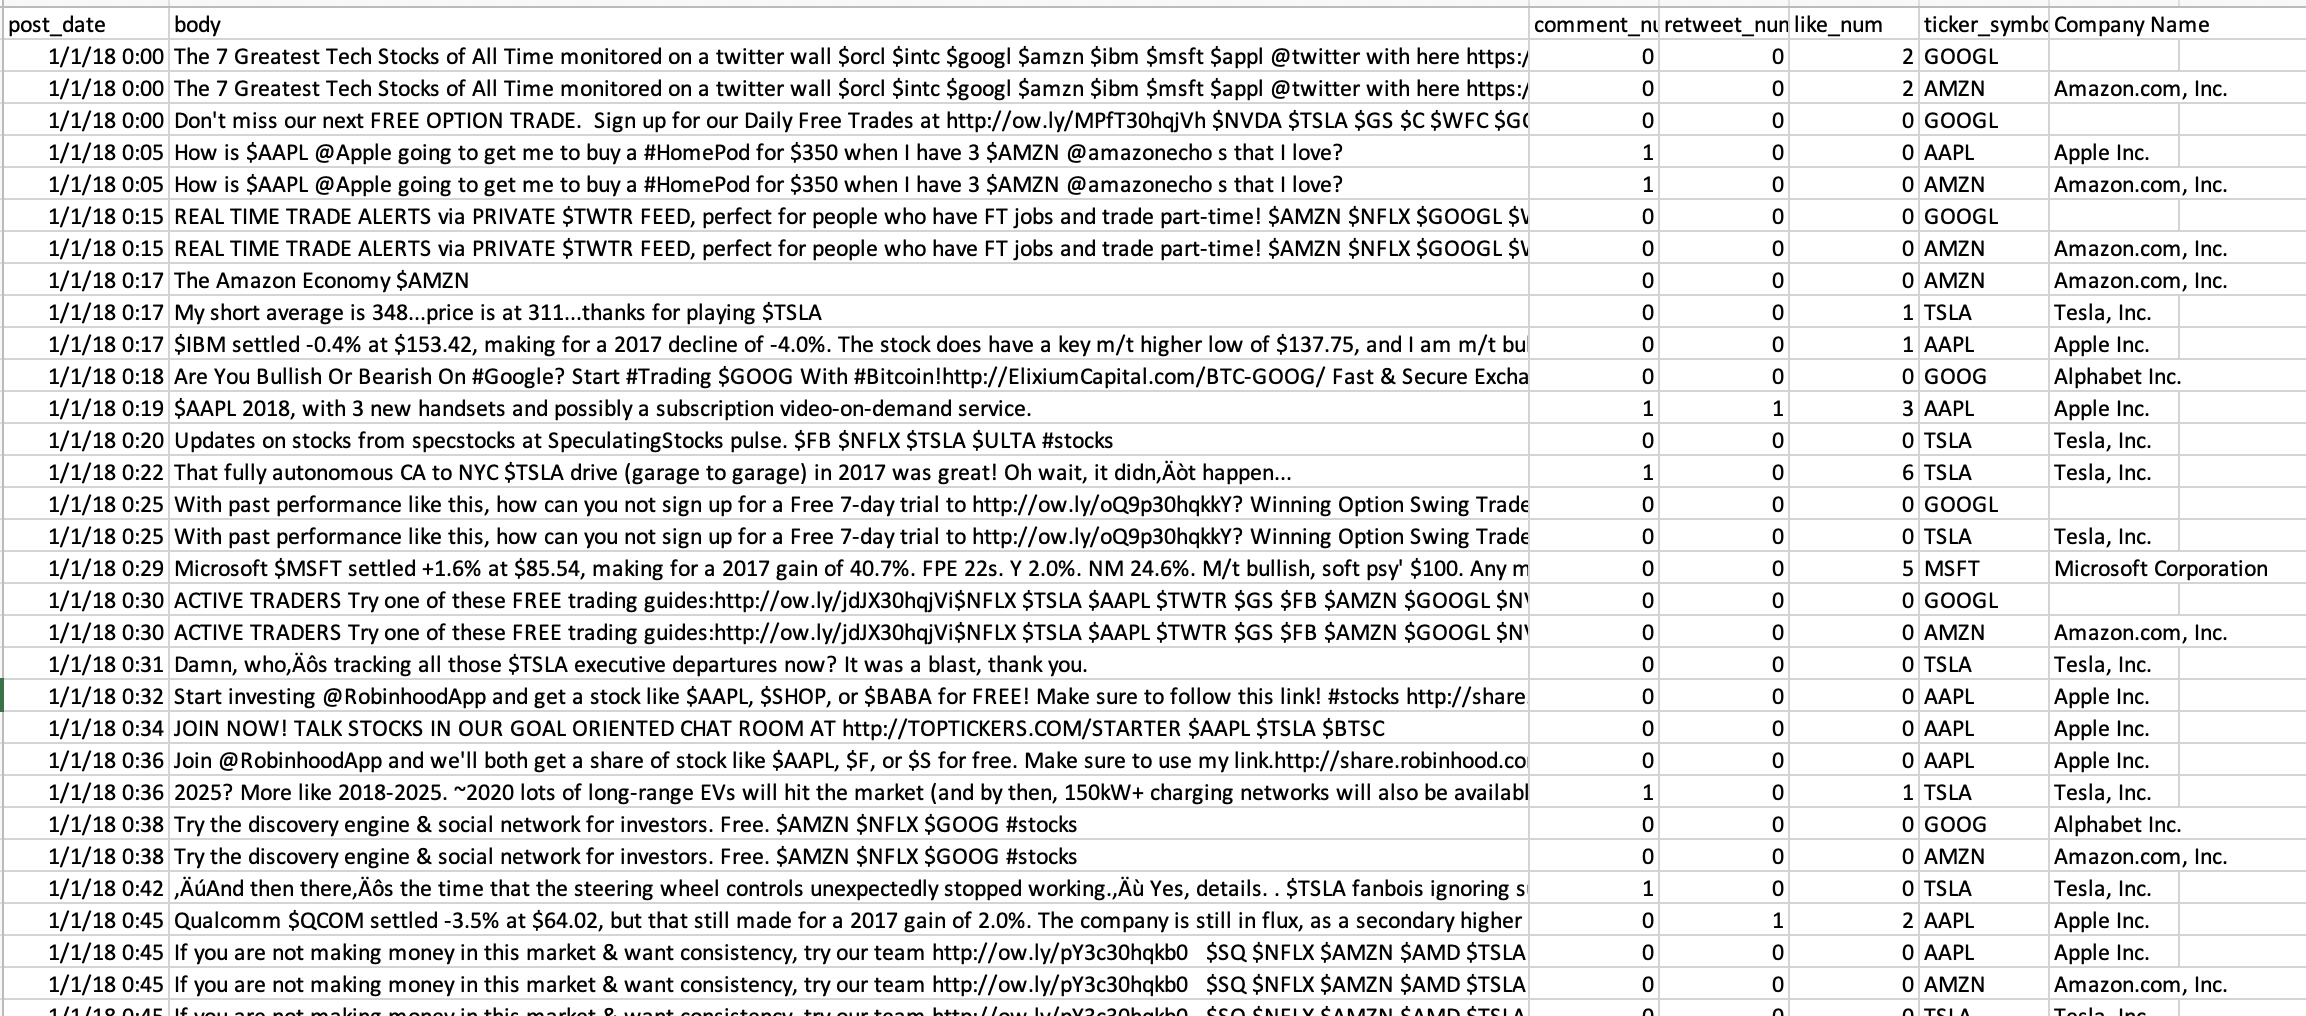 post_date body comment_nu retweet_num like_num ticker_symbo Company Name
1/1/18 0:00 The 7 Greatest Tech Stocks of All Time monitored on a twitter wall $orcl $intc $googl $amzn $ibm $msft $appl @twitter with here https:/ 0 0 2 GOOGL
1/1/18 0:00 The 7 Greatest Tech Stocks of All Time monitored on a twitter wall $orcl $intc $googl $amzn $ibm $msft $appl @twitter with here https:/ 0 0 2 AMZN Amazon.com, Inc.
1/1/18 0:00 Don't miss our next FREE OPTION TRADE.  Sign up for our Daily Free Trades at http://ow.ly/MPfT30hqjVh $NVDA $TSLA $GS $C $WFC $GO 0 0 0 GOOGL
1/1/18 0:05 How is $AAPL @Apple going to get me to buy a #HomePod for $350 when I have 3 $AMZN @amazonecho s that I love? 1 0 0 AAPL Apple Inc.
1/1/18 0:05 How is $AAPL @Apple going to get me to buy a #HomePod for $350 when I have 3 $AMZN @amazonecho s that I love? 1 0 0 AMZN Amazon.com, Inc.
1/1/18 0:15 REAL TIME TRADE ALERTS via PRIVATE $TWTR FEED, perfect for people who have FT jobs and trade part-time! $AMZN $NFLX $GOOGL $V 0 0 0 GOOGL
1/1/18 0:15 REAL TIME TRADE ALERTS via PRIVATE $TWTR FEED, perfect for people who have FT jobs and trade part-time! $AMZN $NFLX $GOOGL $V 0 0 0 AMZN Amazon.com, Inc.
1/1/18 0:17 The Amazon Economy $AMZN 0 0 0 AMZN Amazon.com, Inc.
1/1/18 0:17 My short average is 348...price is at 311...thanks for playing $TSLA 0 0 1 TSLA Tesla, Inc.
1/1/18 0:17 $IBM settled -0.4% at $153.42, making for a 2017 decline of -4.0%. The stock does have a key m/t higher low of $137.75, and I am m/t bul 0 0 1 AAPL Apple Inc.
1/1/18 0:18 Are You Bullish Or Bearish On #Google? Start #Trading $GOOG With #Bitcoin!http://ElixiumCapital.com/BTC-GOOG/ Fast & Secure Excha 0 0 0 GOOG Alphabet Inc.
1/1/18 0:19 $AAPL 2018, with 3 new handsets and possibly a subscription video-on-demand service. 1 1 3 AAPL Apple Inc.
1/1/18 0:20 Updates on stocks from specstocks at SpeculatingStocks pulse. $FB $NFLX $TSLA $ULTA #stocks 0 0 0 TSLA Tesla, Inc.
1/1/18 0:22 That fully autonomous CA to NYC $TSLA drive (garage to garage) in 2017 was great! Oh wait, it didn‚Äòt happen... 1 0 6 TSLA Tesla, Inc.
1/1/18 0:25 With past performance like this, how can you not sign up for a Free 7-day trial to http://ow.ly/oQ9p30hqkkY? Winning Option Swing Trade 0 0 0 GOOGL
1/1/18 0:25 With past performance like this, how can you not sign up for a Free 7-day trial to http://ow.ly/oQ9p30hqkkY? Winning Option Swing Trade 0 0 0 TSLA Tesla, Inc.
1/1/18 0:29 Microsoft $MSFT settled +1.6% at $85.54, making for a 2017 gain of 40.7%. FPE 22s. Y 2.0%. NM 24.6%. M/t bullish, soft psy' $100. Any m 0 0 5 MSFT Microsoft Corporation
1/1/18 0:30 ACTIVE TRADERS Try one of these FREE trading guides:http://ow.ly/jdJX30hqjVi$NFLX $TSLA $AAPL $TWTR $GS $FB $AMZN $GOOGL $NV 0 0 0 GOOGL
1/1/18 0:30 ACTIVE TRADERS Try one of these FREE trading guides:http://ow.ly/jdJX30hqjVi$NFLX $TSLA $AAPL $TWTR $GS $FB $AMZN $GOOGL $NV 0 0 0 AMZN Amazon.com, Inc.
1/1/18 0:31 Damn, who‚Äôs tracking all those $TSLA executive departures now? It was a blast, thank you. 0 0 0 TSLA Tesla, Inc.
1/1/18 0:32 Start investing @RobinhoodApp and get a stock like $AAPL, $SHOP, or $BABA for FREE! Make sure to follow this link! #stocks http://share. 0 0 0 AAPL Apple Inc.
1/1/18 0:34 JOIN NOW! TALK STOCKS IN OUR GOAL ORIENTED CHAT ROOM AT http://TOPTICKERS.COM/STARTER $AAPL $TSLA $BTSC 0 0 0 AAPL Apple Inc.
1/1/18 0:36 Join @RobinhoodApp and we'll both get a share of stock like $AAPL, $F, or $S for free. Make sure to use my link.http://share.robinhood.co 0 0 0 AAPL Apple Inc.
1/1/18 0:36 2025? More like 2018-2025. ~2020 lots of long-range EVs will hit the market (and by then, 150kW+ charging networks will also be availabl 1 0 1 TSLA Tesla, Inc.
1/1/18 0:38 Try the discovery engine & social network for investors. Free. $AMZN $NFLX $GOOG #stocks 0 0 0 GOOG Alphabet Inc.
1/1/18 0:38 Try the discovery engine & social network for investors. Free. $AMZN $NFLX $GOOG #stocks 0 0 0 AMZN Amazon.com, Inc.
1/1/18 0:42 ‚ÄúAnd then there‚Äôs the time that the steering wheel controls unexpectedly stopped working.‚Äù Yes, details. . $TSLA fanbois ignoring s 1 0 0 TSLA Tesla, Inc.
1/1/18 0:45 Qualcomm $QCOM settled -3.5% at $64.02, but that still made for a 2017 gain of 2.0%. The company is still in flux, as a secondary higher 0 1 2 AAPL Apple Inc.
1/1/18 0:45 If you are not making money in this market & want consistency, try our team http://ow.ly/pY3c30hqkb0   $SQ $NFLX $AMZN $AMD $TSLA 0 0 0 AAPL Apple Inc.
1/1/18 0:45 If you are not making money in this market & want consistency, try our team http://ow.ly/pY3c30hqkb0   $SQ $NFLX $AMZN $AMD $TSLA 0 0 0 AMZN Amazon.com, Inc.
1/1/18 0:45 If you are not making money in this market & want consistency, try our team http://ow.ly/pY3c30hqkb0   $SQ $NFLX $AMZN $AMD $TSLA 0 0 0 TSLA Tesla, Inc.